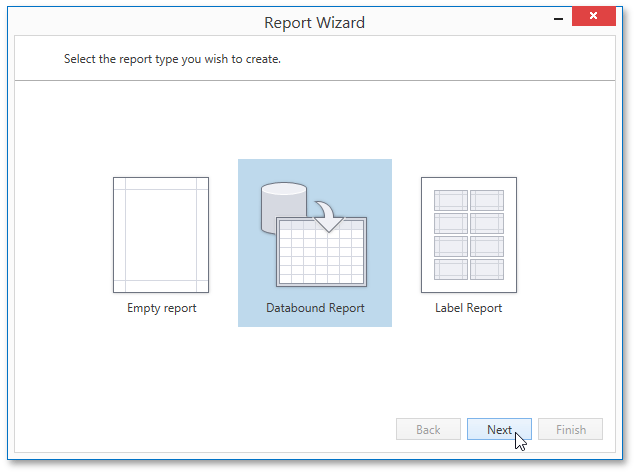 Report Wizard
Select the report type you wish to create.
Empty report
Databound Report
Label Report
Back
Next
Finish